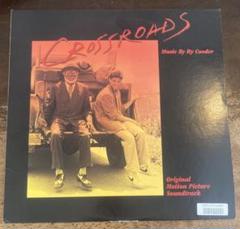 CROSSROADS
Music By Ry Cooder
Original
Motion Picture
Soundtrack